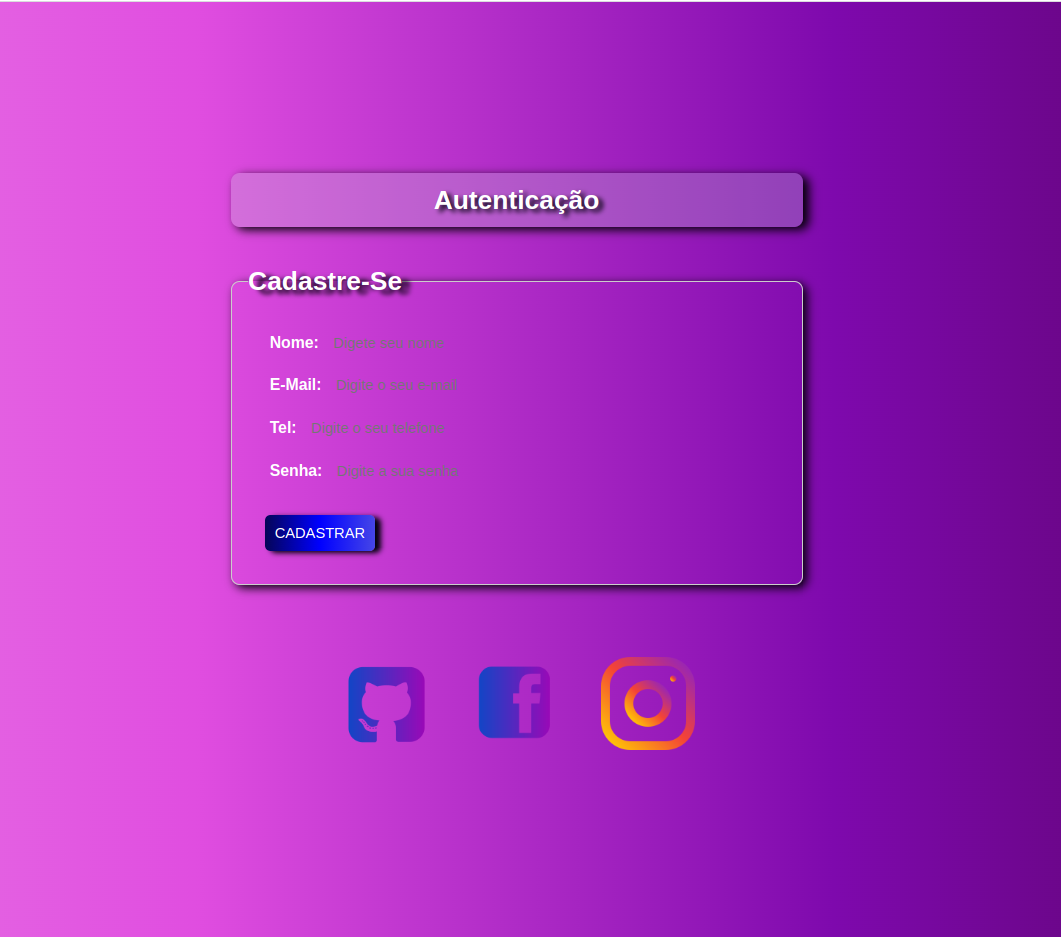 Autenticação
Cadastre-Se
Nome: Digete seu nome
E-Mail: Digite o seu e-mail
Tel: Digite o seu telefone
Senha: Digite a sua senha
CADASTRAR